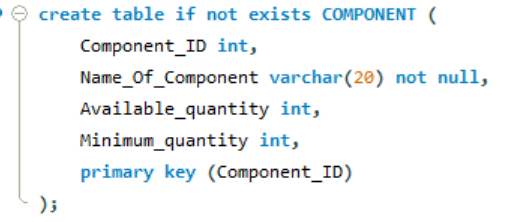 create table if not exists COMPONENT (
Component_ID int,
Name_Of_Component varchar(20) not null,
Available_quantity int,
Minimum_quantity int,
primary key (Component_ID)
);